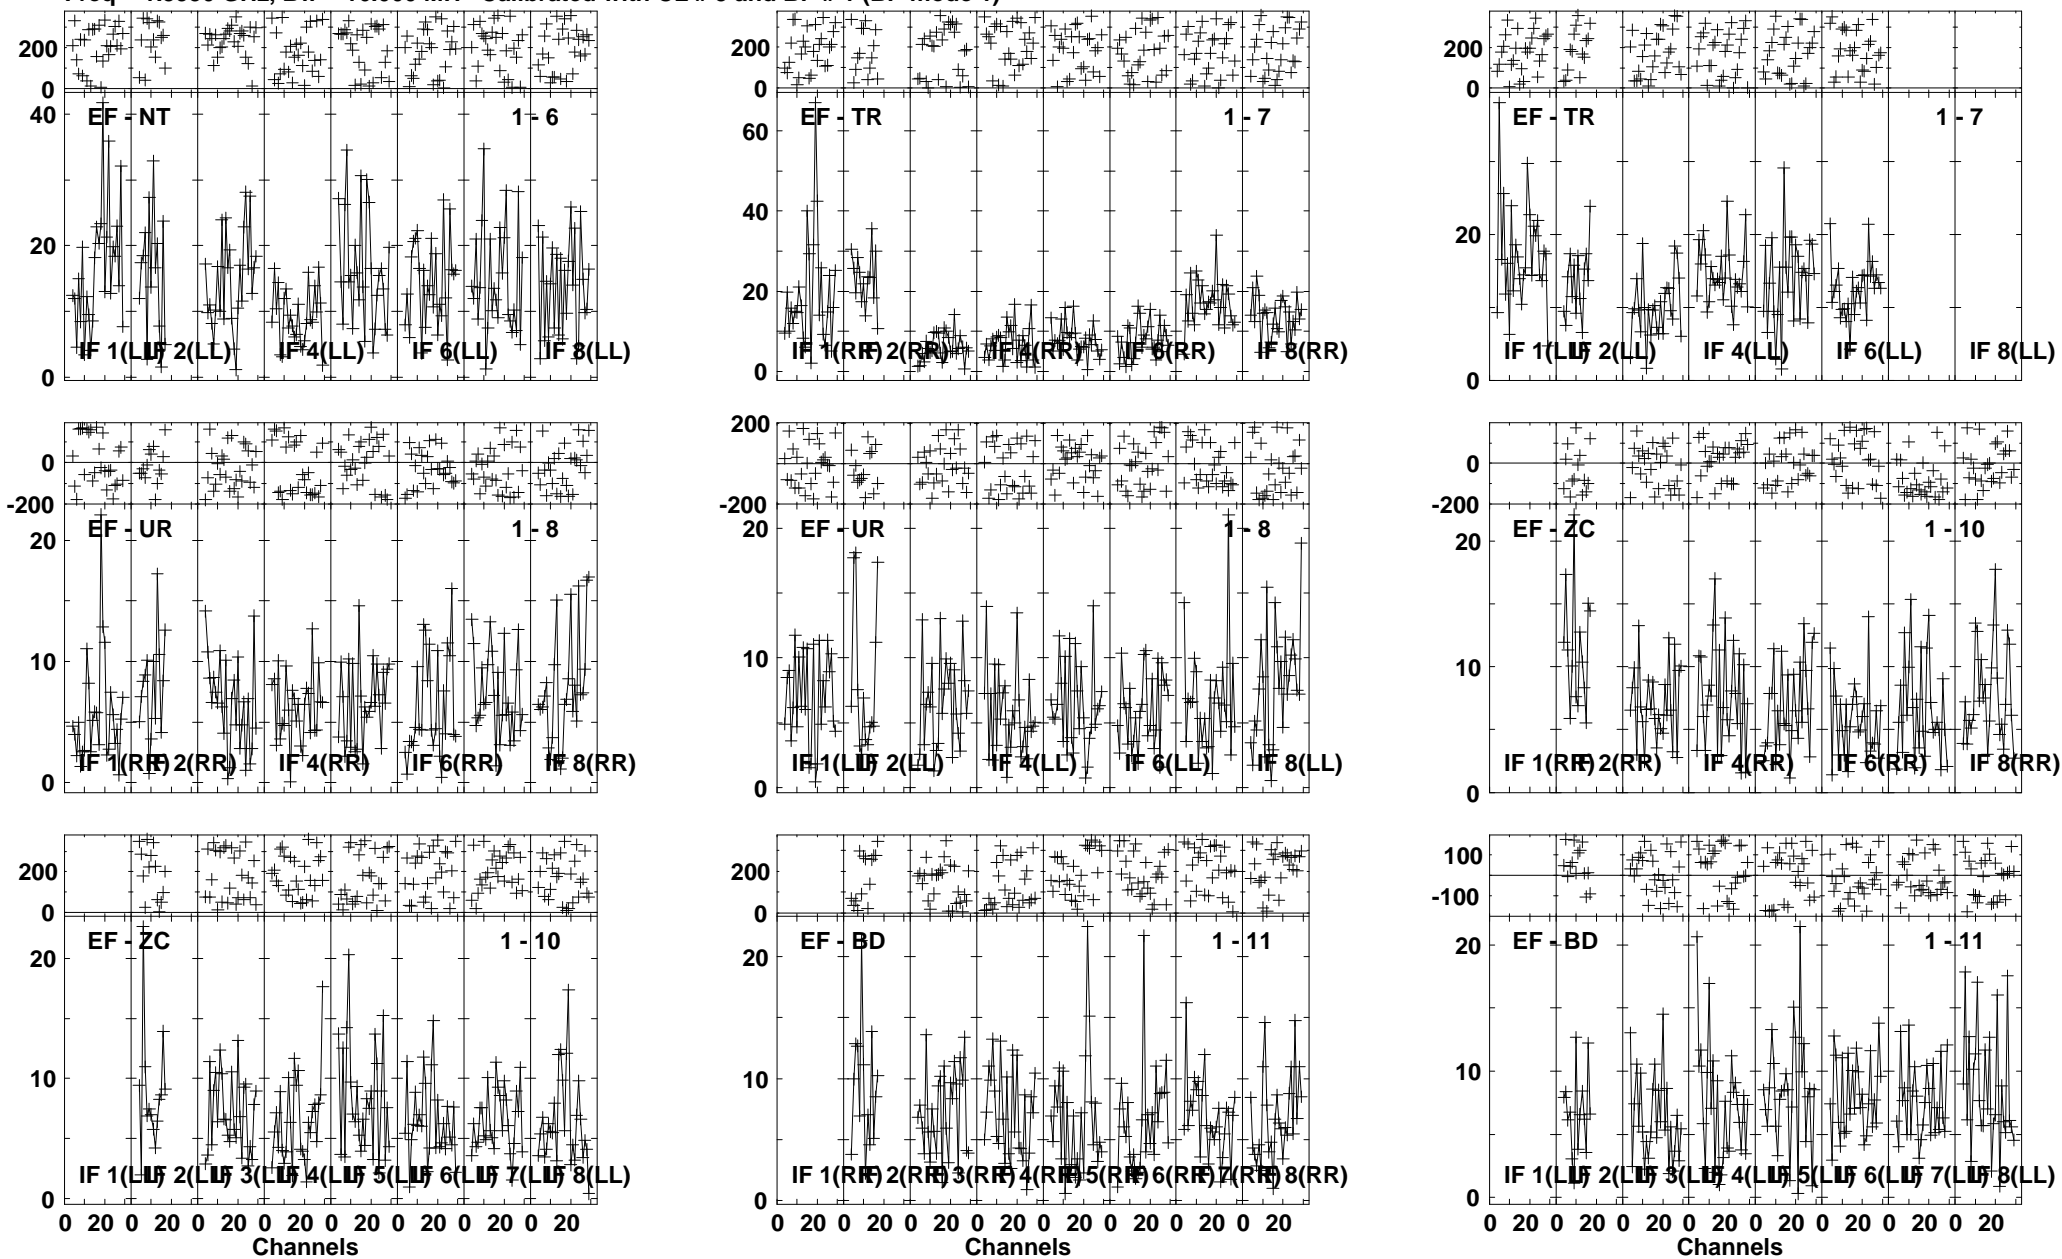 200
0
40
20
0
EF - NT 1 - 6
IF 1(LL) IF 2(LL) IF 4(LL) IF 6(LL) IF 8(LL)
60
40
20
0
EF - TR 1 - 7
IF 1(RR) IF 2(RR) IF 4(RR) IF 6(RR) IF 8(RR)
200
0
20
0
EF - TR 1 - 7
IF 1(LL) IF 2(LL) IF 4(LL) IF 6(LL) IF 8(LL)
200
0
-200
20
10
0
EF - UR 1 - 8
IF 1(RR) IF 2(RR) IF 4(RR) IF 6(RR) IF 8(RR)
200
0
-200
20
10
0
EF - UR 1 - 8
IF 1(LL) IF 2(LL) IF 4(LL) IF 6(LL) IF 8(LL)
0
-200
20
10
0
EF - ZC 1 - 10
IF 1(RR) IF 2(RR) IF 4(RR) IF 6(RR) IF 8(RR)
200
0
20
10
0
EF - ZC 1 - 10
IF 1(LL) IF 2(LL) IF 3(LL) IF 4(LL) IF 5(LL) IF 6(LL) IF 7(LL) IF 8(LL)
0 20 0 20 0 20 0 20 0 20 0 20 0 20 0 20
Channels
200
0
20
10
0
EF - BD 1 - 11
IF 1(RR) IF 2(RR) IF 3(RR) IF 4(RR) IF 5(RR) IF 6(RR) IF 7(RR) IF 8(RR)
0 20 0 20 0 20 0 20 0 20 0 20 0 20 0 20
Channels
100
-100
20
10
0
EF - BD 1 - 11
IF 1(LL) IF 2(LL) IF 3(LL) IF 4(LL) IF 5(LL) IF 6(LL) IF 7(LL) IF 8(LL)
0 20 0 20 0 20 0 20 0 20 0 20 0 20 0 20
Channels